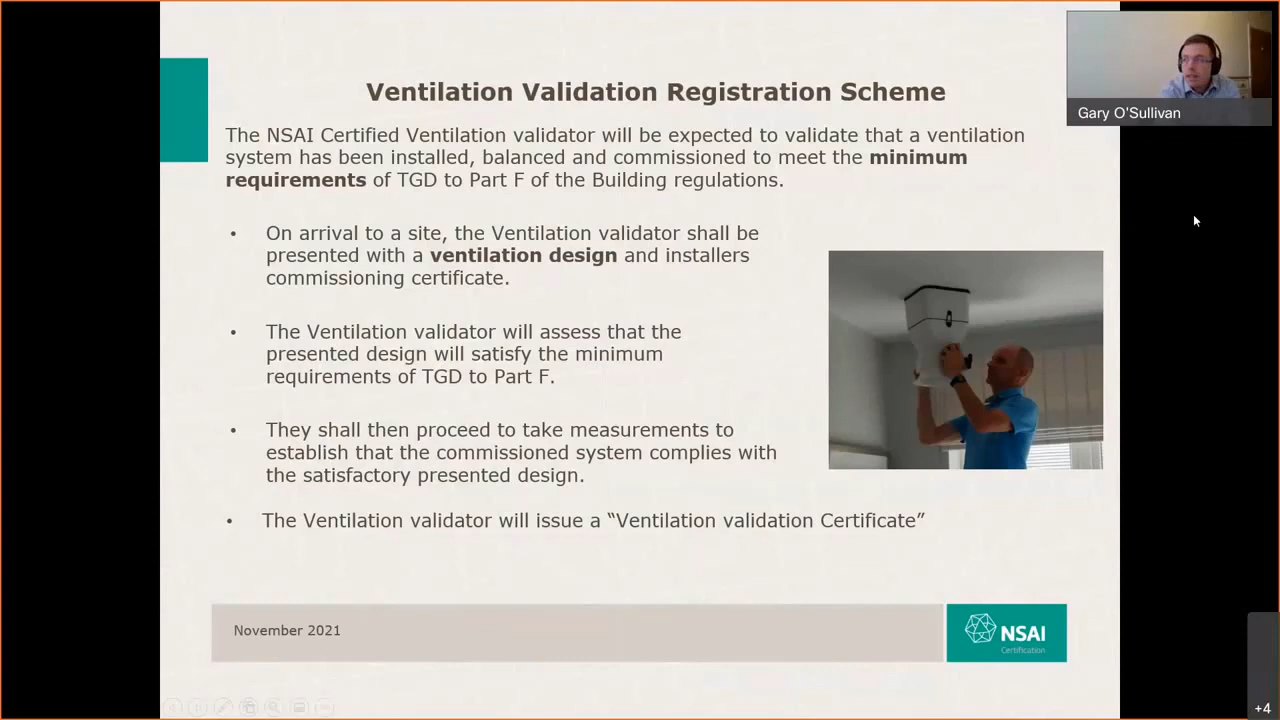 Ventilation Validation Registration Scheme
The NSAI Certified Ventilation validator will be expected to validate that a ventilation
system has been installed, balanced and commissioned to meet the minimum
requirements of TGD to Part F of the Building regulations.
• On arrival to a site, the Ventilation validator shall be
presented with a ventilation design and installers
commissioning certificate.
• The Ventilation validator will assess that the
presented design will satisfy the minimum
requirements of TGD to Part F.
• They shall then proceed to take measurements to
establish that the commissioned system complies with
the satisfactory presented design.
• The Ventilation validator will issue a “Ventilation validation Certificate”
November 2021
NSAI
Certification
Gary O'Sullivan
+4